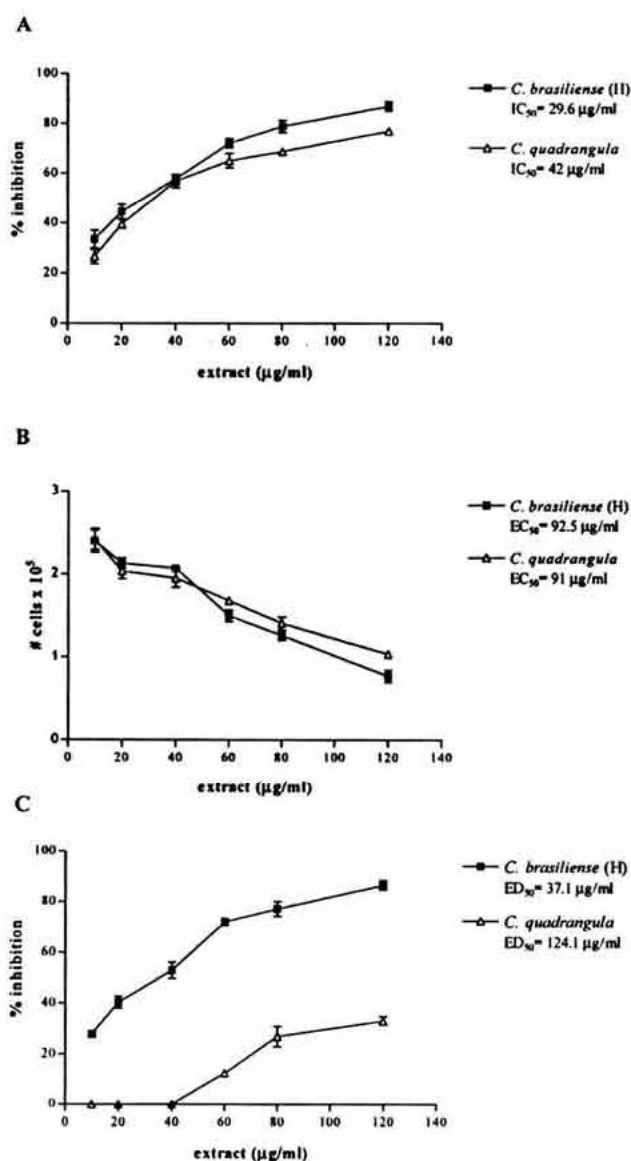 A
100
80
60
40
20
0
% inhibition
0 20 40 60 80 100 120 140
extract (µg/ml)
C. brasiliense (H)
IC₅₀= 29.6 µg/ml
C. quadrangula
IC₅₀= 42 µg/ml
B
3
2
1
0
# cells x 10⁵
0 20 40 60 80 100 120 140
extract (µg/ml)
C. brasiliense (H)
EC₅₀= 92.5 µg/ml
C. quadrangula
EC₅₀= 91 µg/ml
C
100
80
60
40
20
0
% inhibition
0 20 40 60 80 100 120 140
extract (µg/ml)
C. brasiliense (H)
ED₅₀= 37.1 µg/ml
C. quadrangula
ED₅₀= 124.1 µg/ml